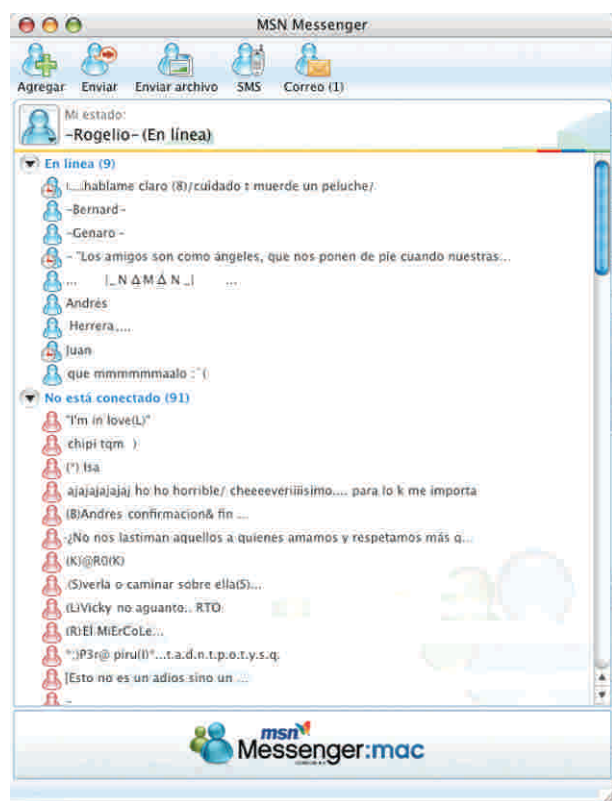 MSN Messenger
Agregar Enviar Enviar archivo SMS Correo (1)
Mi estado:
-Rogelio- (En línea)
En línea (9)
hablame claro (8)/cuidado t muerde un peluche/
-Bernard-
-Genaro -
- "Los amigos son como ángeles, que nos ponen de pie cuando nuestras...
... |_N Δ M Δ N _| ...
Andrés
Herrera,...
Juan
que mmmmmmaalo :´(
No está conectado (91)
"I'm in love(L)"
chipi tqm )
(*) Isa
ajajajajajaj ho ho horrible/ cheeeeveriiiisimo.... para lo k me importa
(B)Andres confirmacion& fin ...
-¿No nos lastiman aquellos a quienes amamos y respetamos más q...
(K)@R0(K)
.(S)verla o caminar sobre ella(S)...
(L)Vicky no aguanto.. RTO
(R)El MiErCoLe...
*;)P3r@ piru(I)*...t.a.d.n.t.p.o.t.y.s.q.
[Esto no es un adios sino un ...
-
msn
Messenger:mac